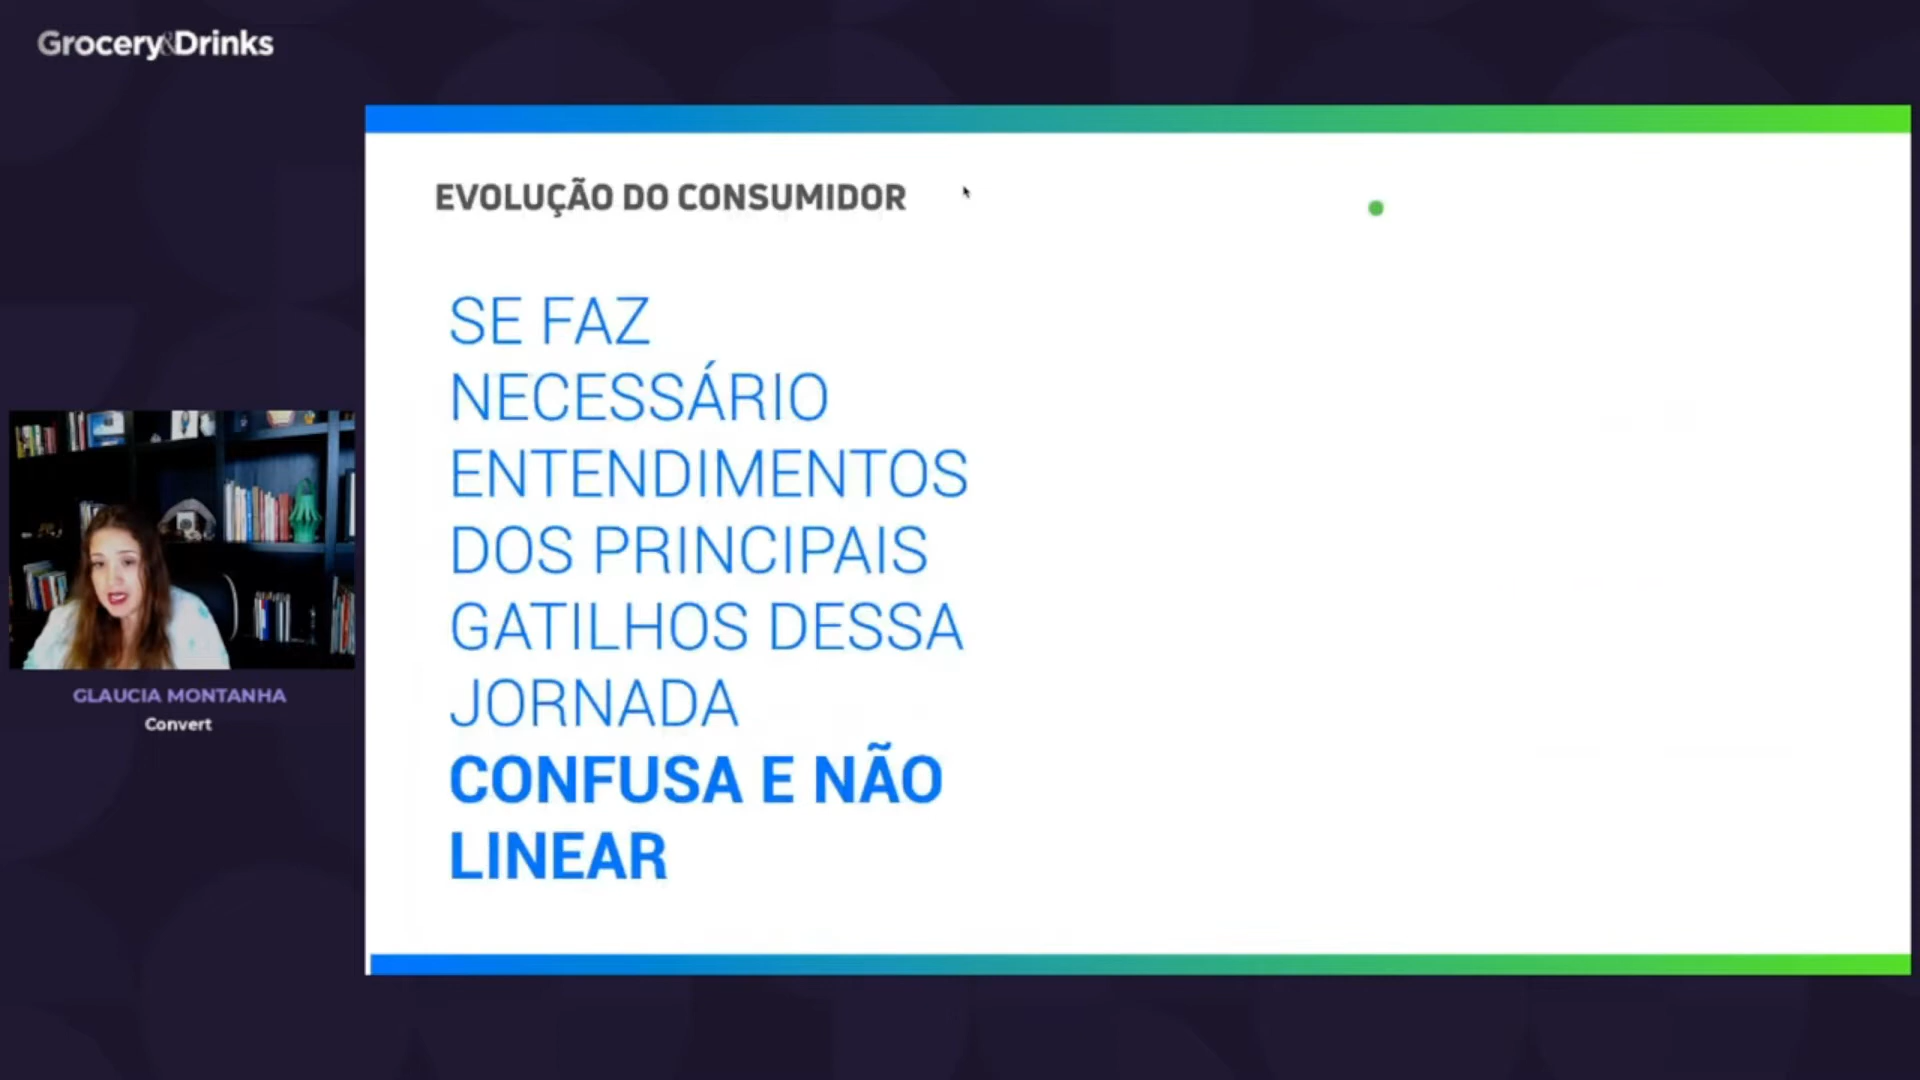 Grocery&Drinks
EVOLUÇÃO DO CONSUMIDOR
SE FAZ
NECESSÁRIO
ENTENDIMENTOS
DOS PRINCIPAIS
GATILHOS DESSA
JORNADA
CONFUSA E NÃO
LINEAR
GLAUCIA MONTANHA
Convert